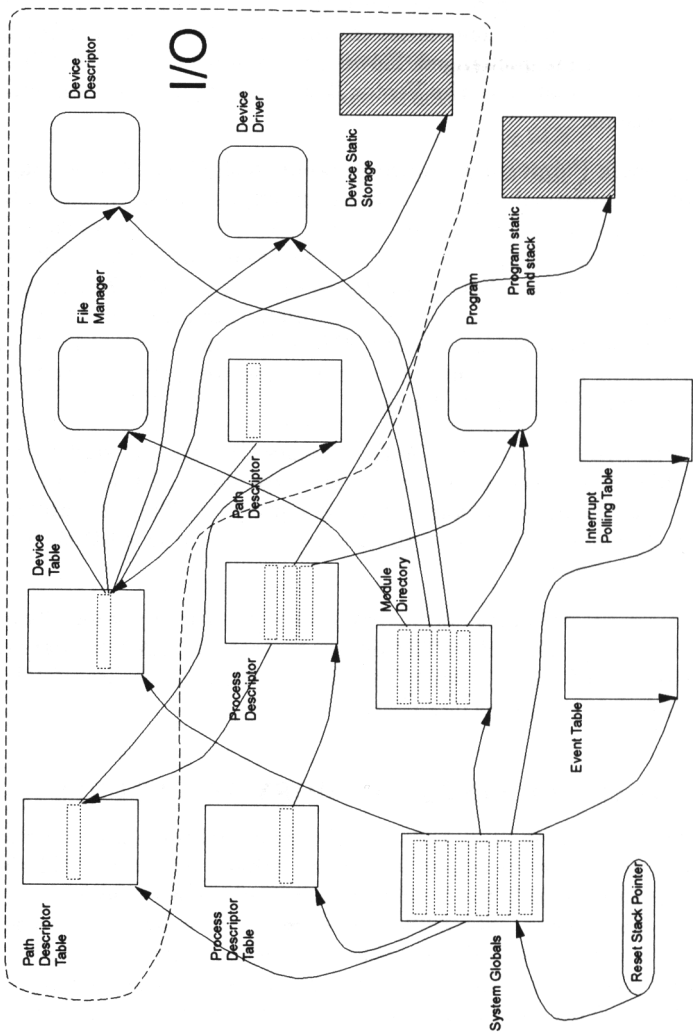 I/O
Device
Descriptor
Device
Driver
Device Static
Storage
File
Manager
Program
Program static
and stack
Device
Table
Path
Descriptor
Process
Descriptor
Module
Directory
Interrupt
Polling Table
Event Table
Path
Descriptor
Table
Process
Descriptor
Table
System Globals
Reset Stack Pointer